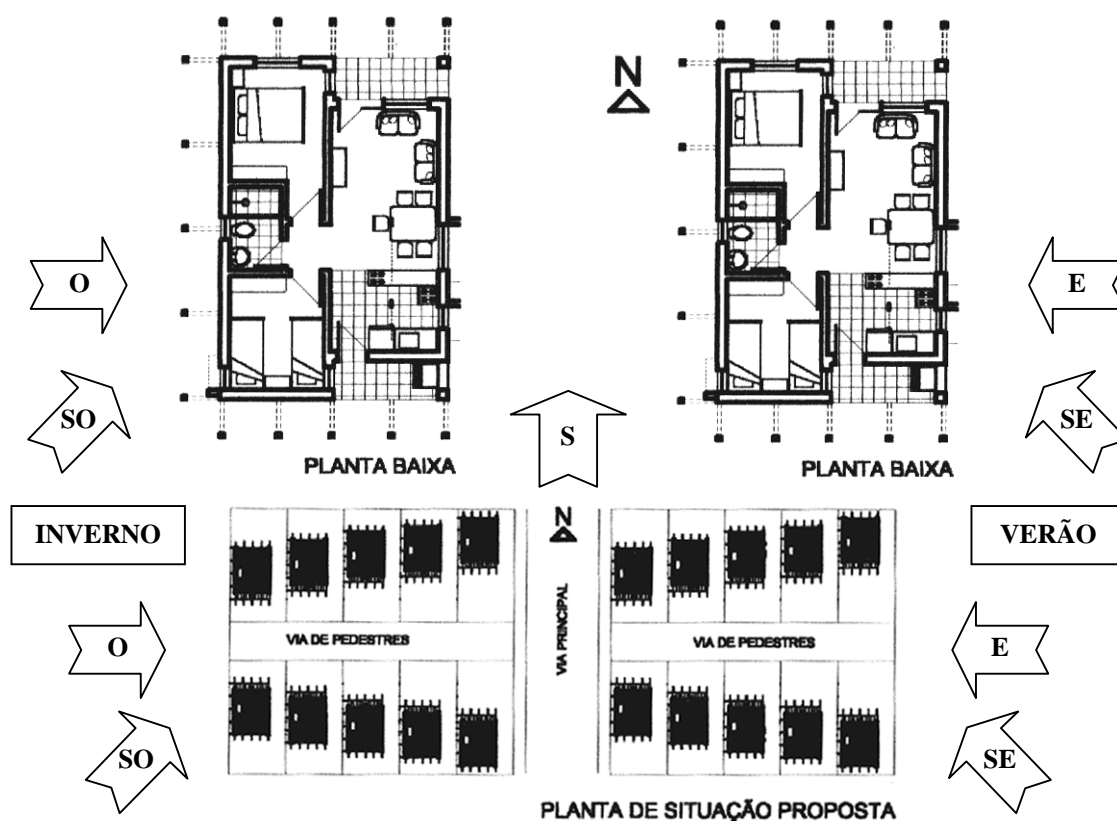 N
O
E
SO
S
SE
PLANTA BAIXA
PLANTA BAIXA
INVERNO
N
VERÃO
VIA PRINCIPAL
VIA DE PEDESTRES
VIA DE PEDESTRES
O
E
SO
SE
PLANTA DE SITUAÇÃO PROPOSTA